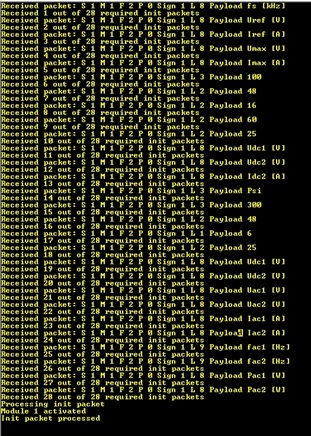 Received packet: S 1 M 1 F 2 P 0 Sign 1 L 8 Payload fs [kHz]
Received 1 out of 28 required init packets
Received packet: S 1 M 1 F 2 P 0 Sign 1 L 8 Payload Uref [V]
Received 2 out of 28 required init packets
Received packet: S 1 M 1 F 2 P 0 Sign 1 L 8 Payload Iref [A]
Received 3 out of 28 required init packets
Received packet: S 1 M 1 F 2 P 0 Sign 1 L 8 Payload Umax [V]
Received 4 out of 28 required init packets
Received packet: S 1 M 1 F 2 P 0 Sign 1 L 8 Payload Imax [A]
Received 5 out of 28 required init packets
Received packet: S 1 M 1 F 2 P 0 Sign 1 L 3 Payload 100
Received 6 out of 28 required init packets
Received packet: S 1 M 1 F 2 P 0 Sign 1 L 2 Payload 48
Received 7 out of 28 required init packets
Received packet: S 1 M 1 F 2 P 0 Sign 1 L 2 Payload 16
Received 8 out of 28 required init packets
Received packet: S 1 M 1 F 2 P 0 Sign 1 L 2 Payload 60
Received 9 out of 28 required init packets
Received packet: S 1 M 1 F 2 P 0 Sign 1 L 2 Payload 25
Received 10 out of 28 required init packets
Received packet: S 1 M 1 F 2 P 0 Sign 1 L 8 Payload Udc1 [V]
Received 11 out of 28 required init packets
Received packet: S 1 M 1 F 2 P 0 Sign 1 L 8 Payload Udc2 [V]
Received 12 out of 28 required init packets
Received packet: S 1 M 1 F 2 P 0 Sign 1 L 8 Payload Idc2 [A]
Received 13 out of 28 required init packets
Received packet: S 1 M 1 F 2 P 0 Sign 1 L 3 Payload Psi
Received 14 out of 28 required init packets
Received packet: S 1 M 1 F 2 P 0 Sign 1 L 3 Payload 300
Received 15 out of 28 required init packets
Received packet: S 1 M 1 F 2 P 0 Sign 1 L 2 Payload 48
Received 16 out of 28 required init packets
Received packet: S 1 M 1 F 2 P 0 Sign 1 L 1 Payload 6
Received 17 out of 28 required init packets
Received packet: S 1 M 1 F 2 P 0 Sign 1 L 2 Payload 25
Received 18 out of 28 required init packets
Received packet: S 1 M 1 F 2 P 0 Sign 1 L 8 Payload Udc1 [V]
Received 19 out of 28 required init packets
Received packet: S 1 M 1 F 2 P 0 Sign 1 L 8 Payload Udc2 [V]
Received 20 out of 28 required init packets
Received packet: S 1 M 1 F 2 P 0 Sign 1 L 8 Payload Uac1 [V]
Received 21 out of 28 required init packets
Received packet: S 1 M 1 F 2 P 0 Sign 1 L 8 Payload Uac2 [V]
Received 22 out of 28 required init packets
Received packet: S 1 M 1 F 2 P 0 Sign 1 L 8 Payload Iac1 [A]
Received 23 out of 28 required init packets
Received packet: S 1 M 1 F 2 P 0 Sign 1 L 8 Payload Iac2 [A]
Received 24 out of 28 required init packets
Received packet: S 1 M 1 F 2 P 0 Sign 1 L 9 Payload fac1 [Hz]
Received 25 out of 28 required init packets
Received packet: S 1 M 1 F 2 P 0 Sign 1 L 9 Payload fac2 [Hz]
Received 26 out of 28 required init packets
Received packet: S 1 M 1 F 2 P 0 Sign 1 L 8 Payload Pac1 [W]
Received 27 out of 28 required init packets
Received packet: S 1 M 1 F 2 P 0 Sign 1 L 8 Payload Pac2 [W]
Received 28 out of 28 required init packets
Processing init packet
Module 1 activated
Init packet processed